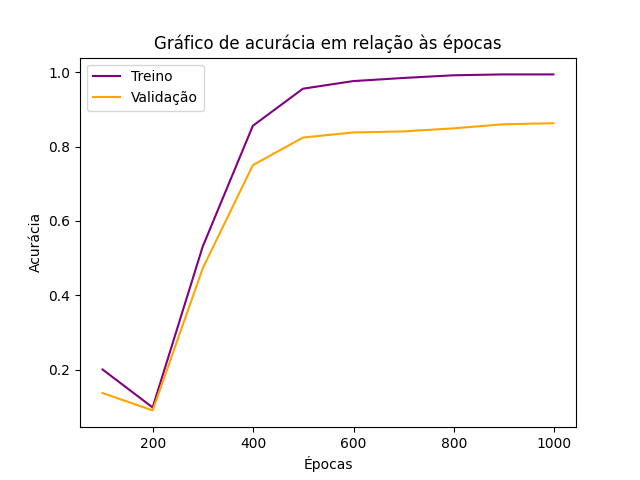 Gráfico de acurácia em relação às épocas
Treino
Validação
Acurácia
1.0
0.8
0.6
0.4
0.2
200
400
600
800
1000
Épocas